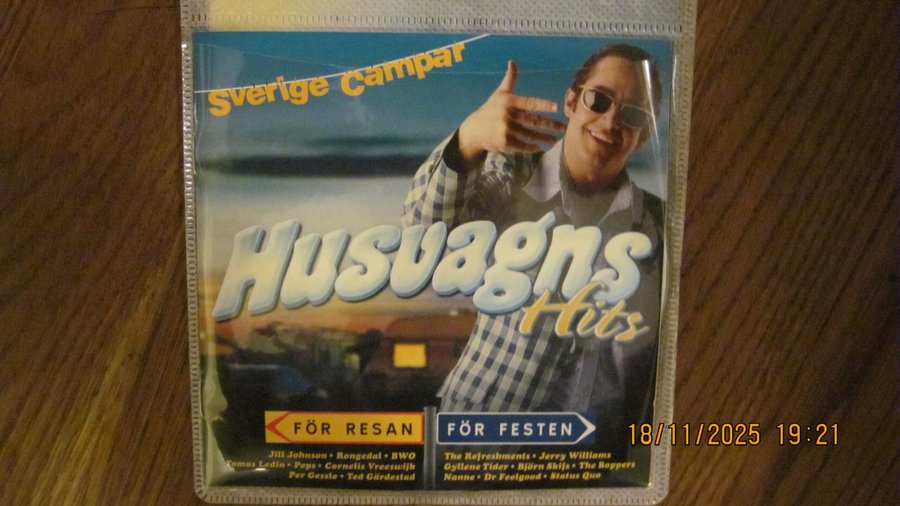 Sverige Campar
Husvagns
Hits
FÖR RESAN
FÖR FESTEN
Jill Johnson • Rongedal • BWO
Tomas Ledin • Peps • Cornelis Vreeswijk
Per Gessle • Ted Gärdestad
The Refreshments • Jerry Williams
Gyllene Tider • Björn Skifs • The Boppers
Nanne • Dr Feelgood • Status Quo
18/11/2025 19:21